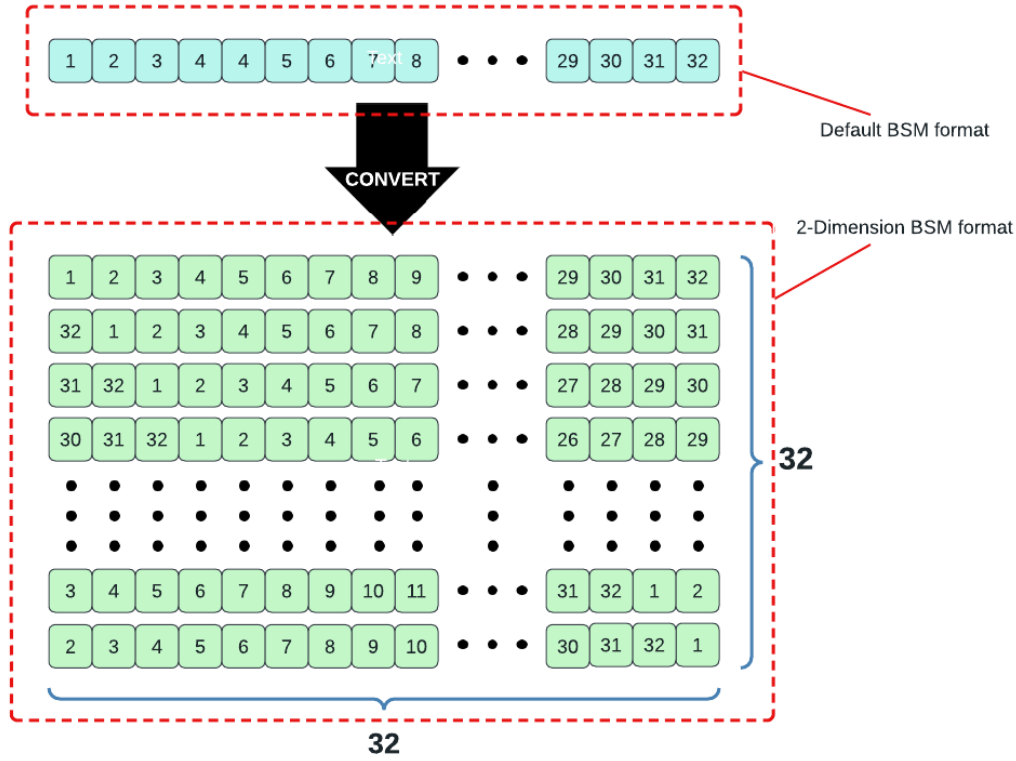 1 2 3 4 4 5 6 7 8 29 30 31 32
Text
Default BSM format
CONVERT
2-Dimension BSM format
1 2 3 4 5 6 7 8 9 29 30 31 32
32 1 2 3 4 5 6 7 8 28 29 30 31
31 32 1 2 3 4 5 6 7 27 28 29 30
30 31 32 1 2 3 4 5 6 26 27 28 29
32
3 4 5 6 7 8 9 10 11 31 32 1 2
2 3 4 5 6 7 8 9 10 30 31 32 1
32